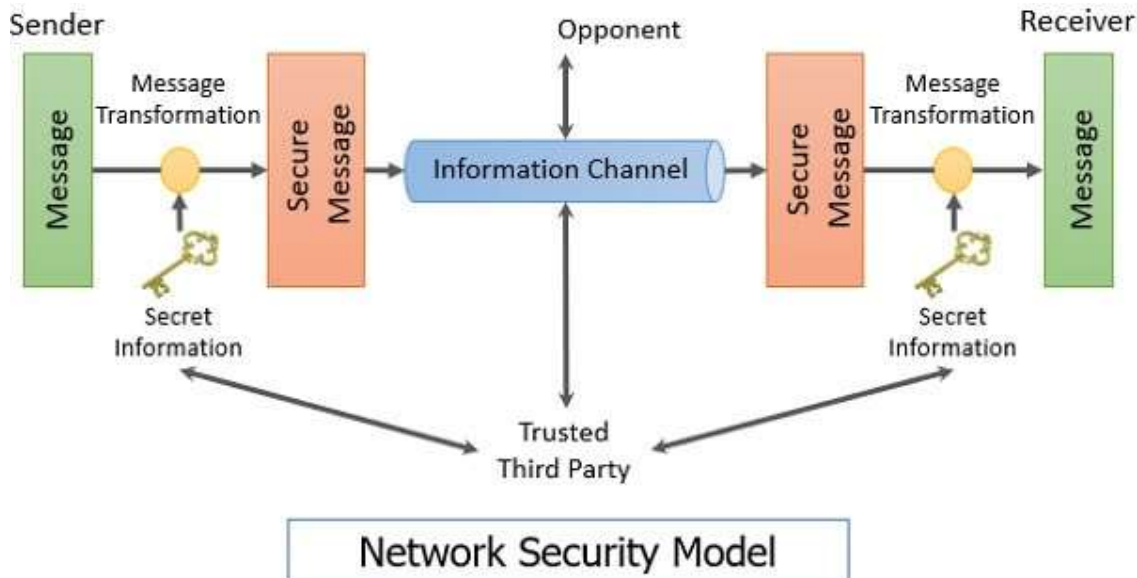 Sender
Opponent
Receiver
Message
Message
Transformation
Secure
Message
Information Channel
Secure
Message
Message
Transformation
Message
Secret
Information
Secret
Information
Trusted
Third Party
Network Security Model